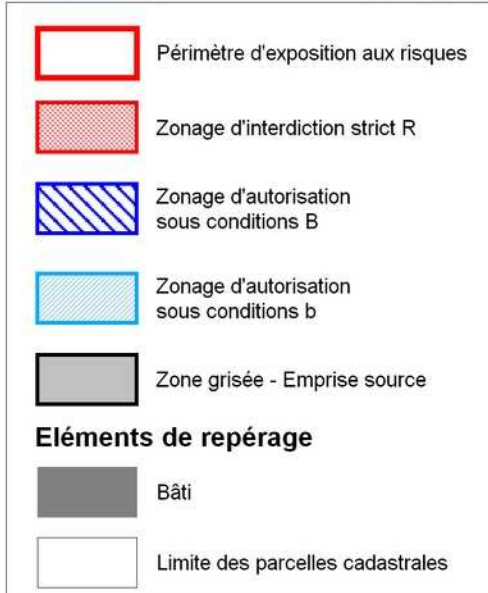 Périmètre d'exposition aux risques
Zonage d'interdiction strict R
Zonage d'autorisation
sous conditions B
Zonage d'autorisation
sous conditions b
Zone grisée - Emprise source
Eléments de repérage
Bâti
Limite des parcelles cadastrales